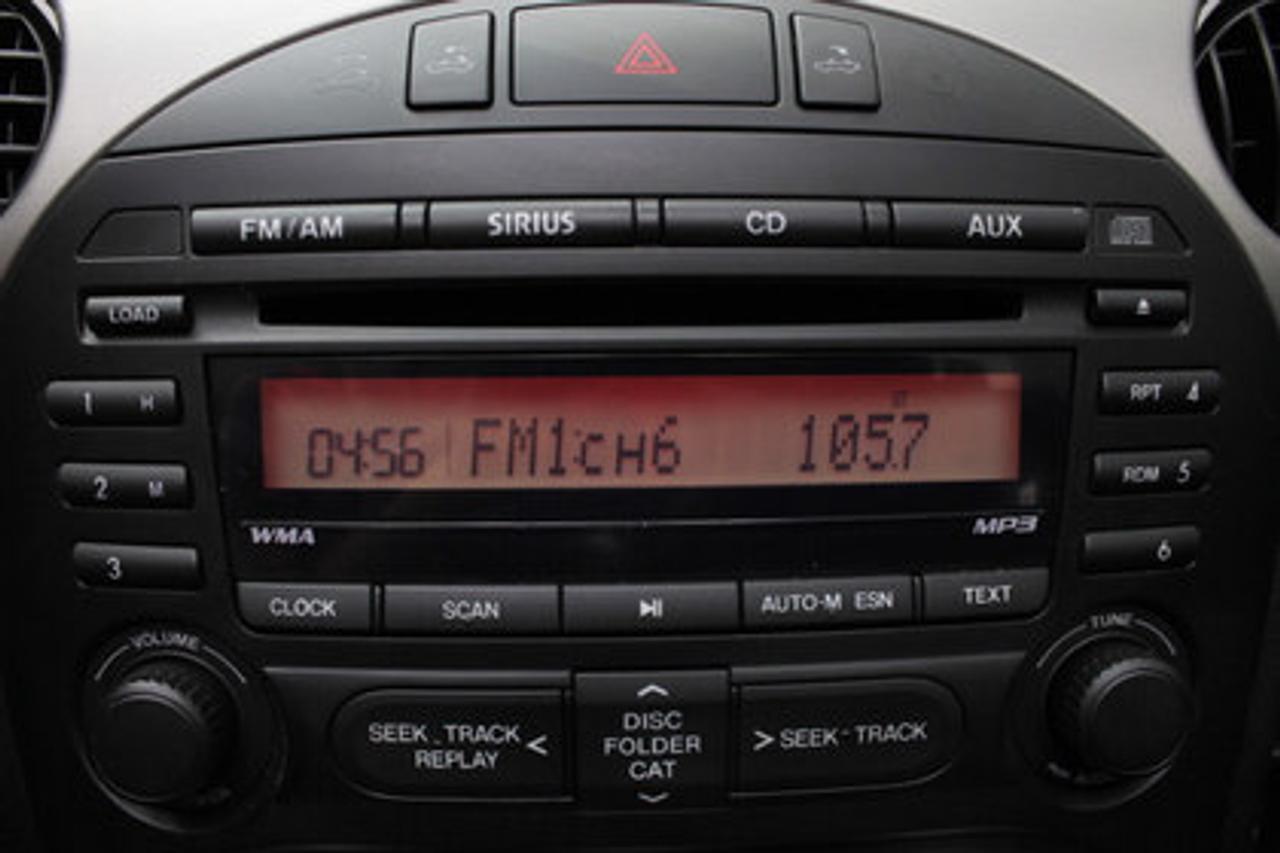 FM/AM SIRIUS CD AUX
LOAD
1 M RPT 4
04:56 FM1:CH6 105.7
2 M RDM 5
WMA MP3
3 6
CLOCK SCAN AUTO-M ESN TEXT
VOLUME TUNE
SEEK TRACK
REPLAY <
DISC
FOLDER
CAT
> SEEK-TRACK